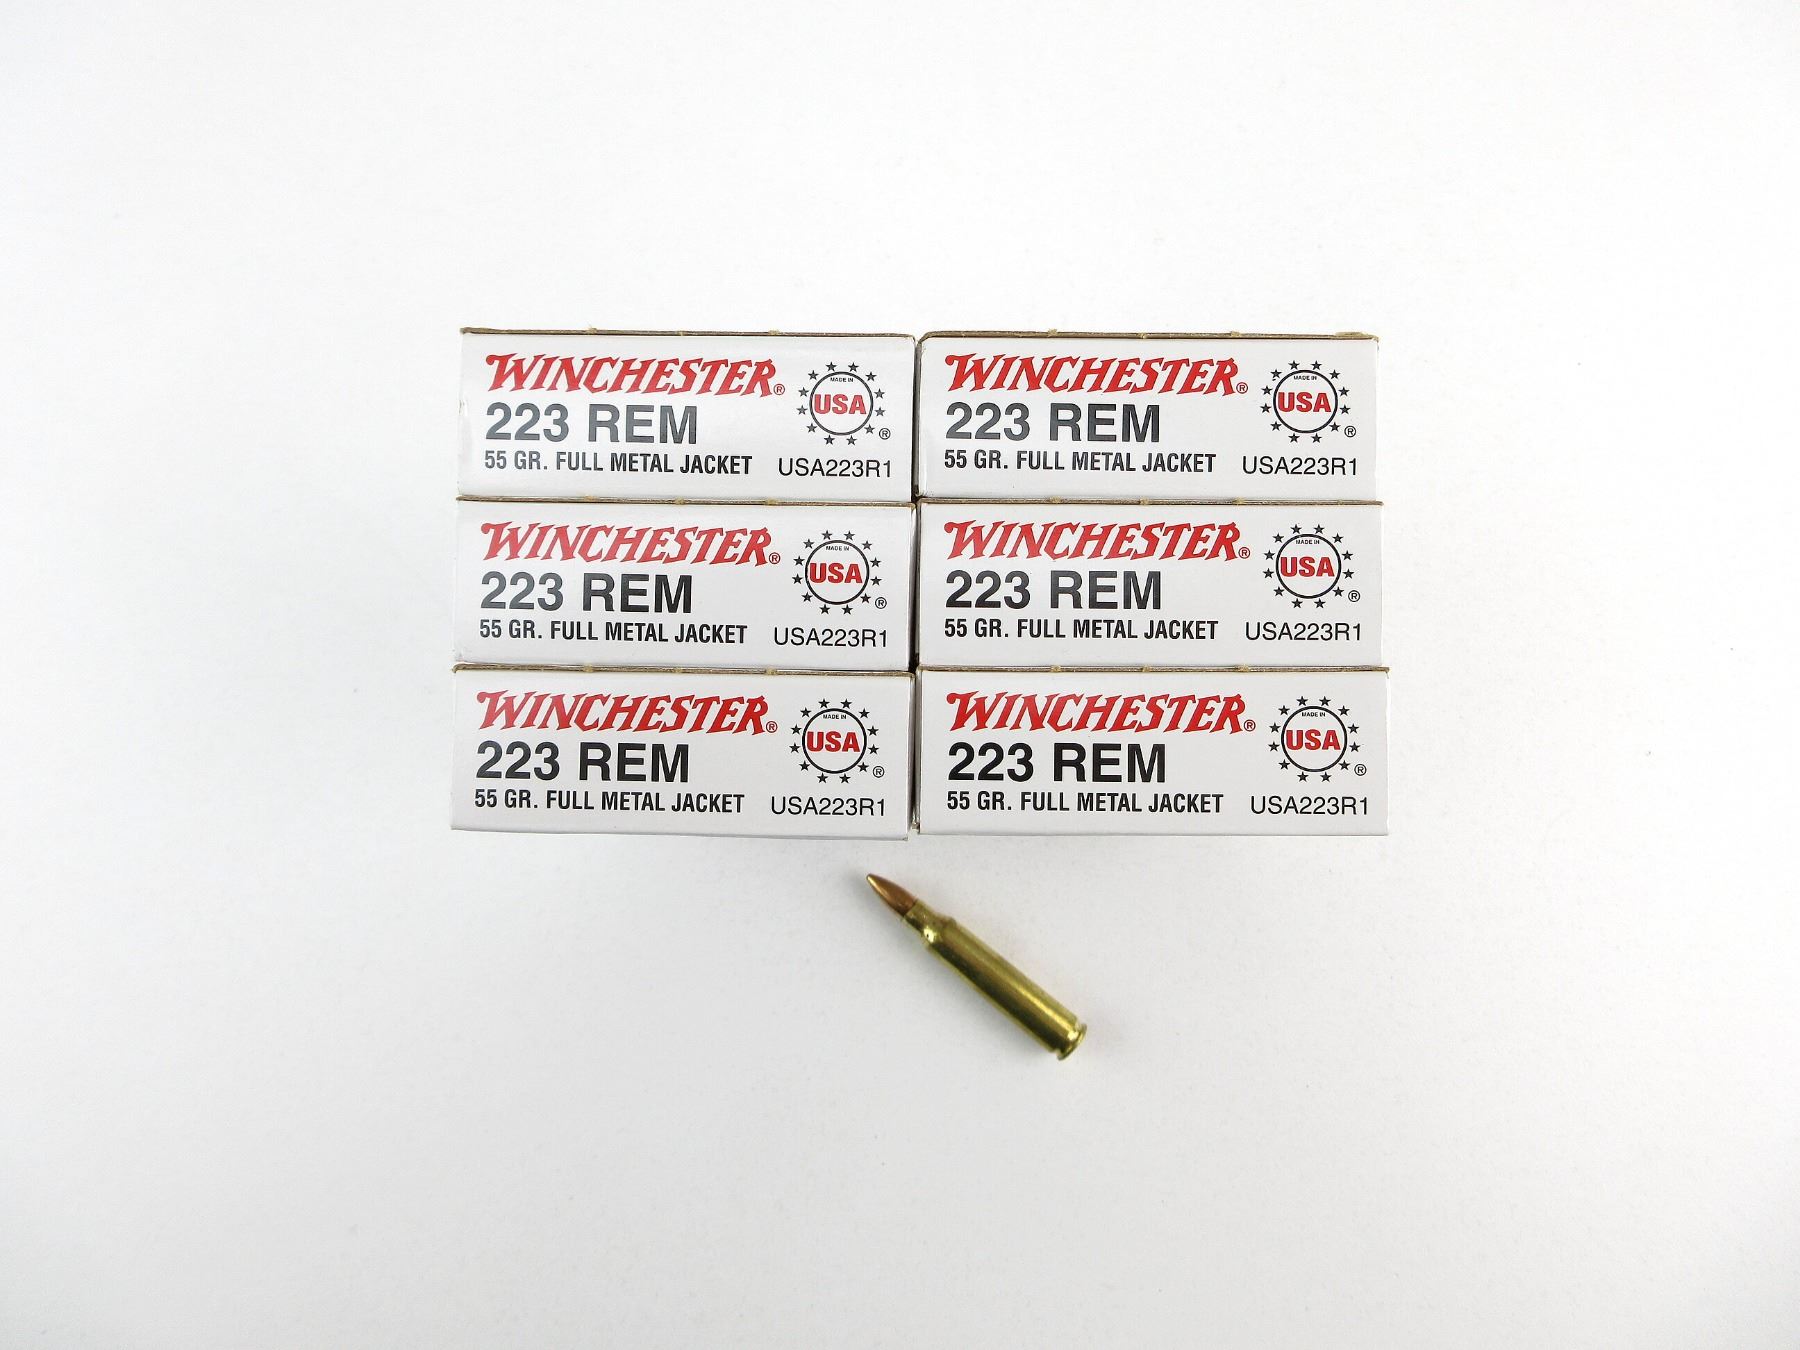 WINCHESTER®
MADE IN
USA
®
223 REM
55 GR. FULL METAL JACKET USA223R1
WINCHESTER®
MADE IN
USA
®
223 REM
55 GR. FULL METAL JACKET USA223R1
WINCHESTER®
MADE IN
USA
®
223 REM
55 GR. FULL METAL JACKET USA223R1
WINCHESTER®
MADE IN
USA
®
223 REM
55 GR. FULL METAL JACKET USA223R1
WINCHESTER®
MADE IN
USA
®
223 REM
55 GR. FULL METAL JACKET USA223R1
WINCHESTER®
MADE IN
USA
®
223 REM
55 GR. FULL METAL JACKET USA223R1